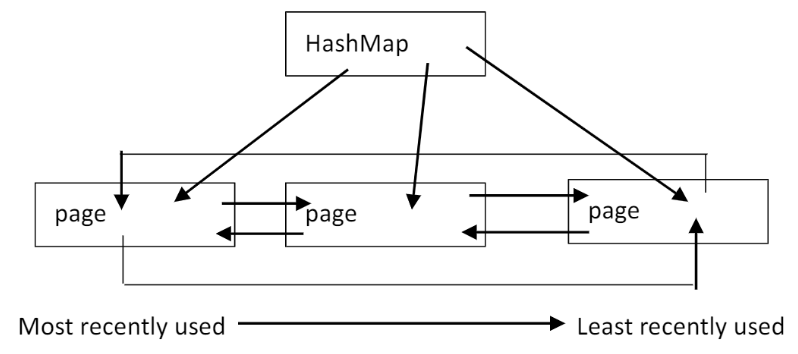 HashMap
page
page
page
Most recently used
Least recently used